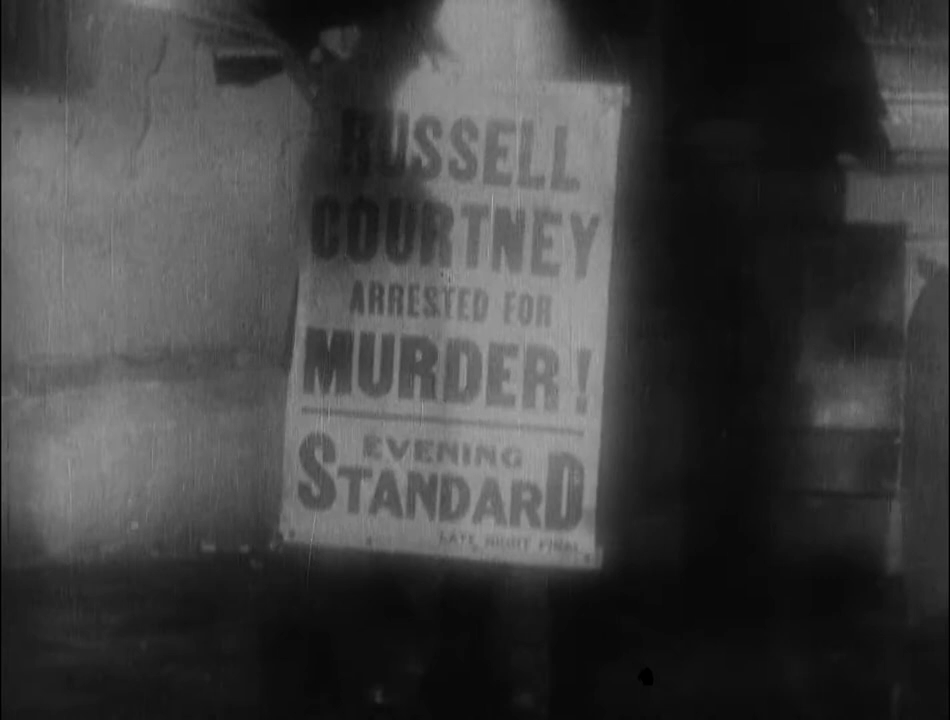 RUSSELL
COURTNEY
ARRESTED FOR
MURDER!
EVENING
STANDARD
LATE NIGHT FINAL